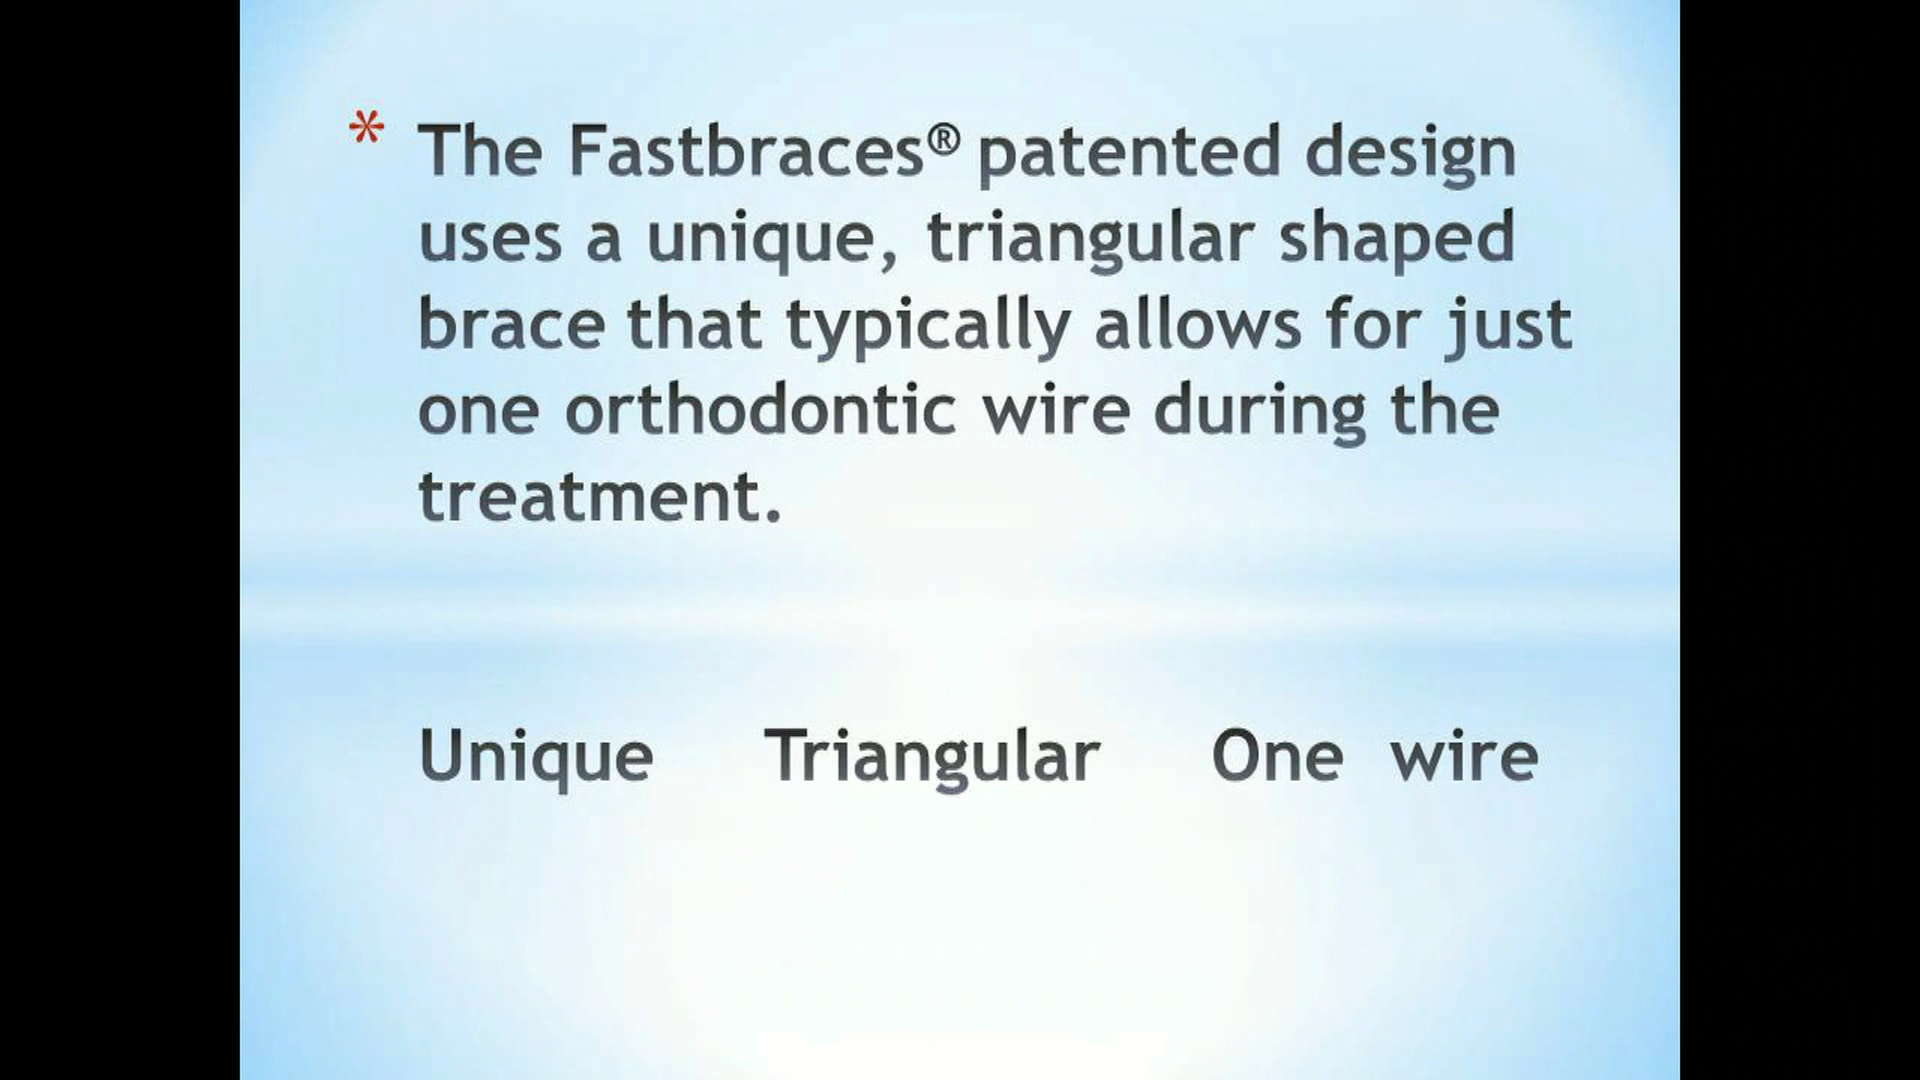 * The Fastbraces® patented design
uses a unique, triangular shaped
brace that typically allows for just
one orthodontic wire during the
treatment.
Unique Triangular One wire